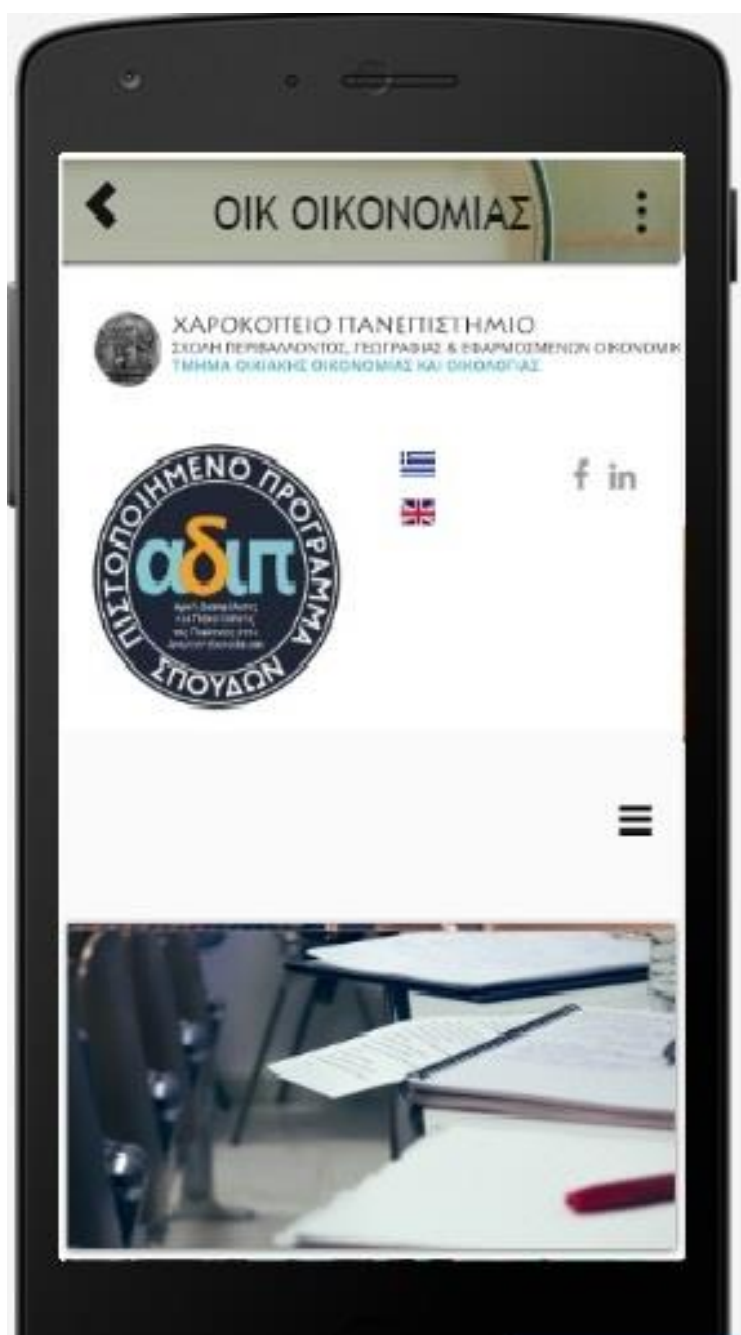 ΟΙΚ ΟΙΚΟΝΟΜΙΑΣ
ΧΑΡΟΚΟΠΕΙΟ ΠΑΝΕΠΙΣΤΗΜΙΟ
ΣΧΟΛΗ ΠΕΡΙΒΑΛΛΟΝΤΟΣ, ΓΕΩΓΡΑΦΙΑΣ & ΕΦΑΡΜΟΣΜΕΝΩΝ ΟΙΚΟΝΟΜΙΚ
ΤΜΗΜΑ ΟΙΚΙΑΚΗΣ ΟΙΚΟΝΟΜΙΑΣ ΚΑΙ ΟΙΚΟΛΟΓΙΑΣ
ΠΙΣΤΟΠΟΙΗΜΕΝΟ ΠΡΟΓΡΑΜΜΑ
αδιπ
ΣΠΟΥΔΩΝ
f in